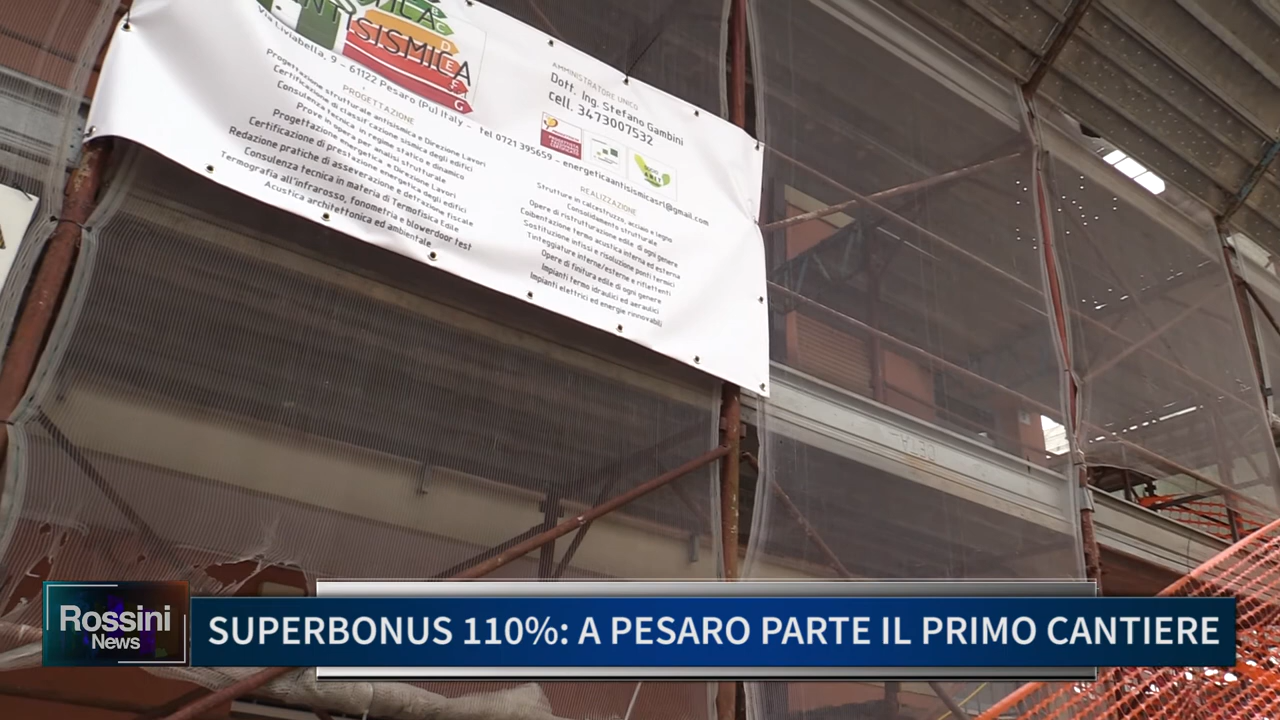 ANTISISMICA
Via Liviabella, 9 – 61122 Pesaro (Pu) Italy – tel 0721 395659 – energeticaantisismicasrl@gmail.com
PROGETTAZIONE
Progettazione strutturale antisismica e Direzione Lavori
Certificazione di classificazione sismica degli edifici
Consulenza tecnica in regime statico e dinamico
Prove in opera per analisi strutturale
Progettazione energetica e Direzione Lavori
Certificazione di prestazione energetica degli edifici
Redazione pratiche di asseverazione e detrazione fiscale
Consulenza tecnica in materia di Termofisica Edile
Termografia all'infrarosso, fonometria e blowerdoor test
Acustica architettonica ed ambientale
AMMINISTRATORE UNICO
Dott. Ing. Stefano Gambini
cell. 3473007532
REALIZZAZIONE
Strutture in calcestruzzo, acciaio e legno
Consolidamento strutturale
Opere di ristrutturazione edile di ogni genere
Coibentazione termo acustica interna ed esterna
Sostituzione infissi e risoluzione ponti termici
Tinteggiature interne/esterne e riflettenti
Opere di finitura edile di ogni genere
Impianti termo idraulici ed aeraulici
Impianti elettrici ed energie rinnovabili
Rossini
News
SUPERBONUS 110%: A PESARO PARTE IL PRIMO CANTIERE